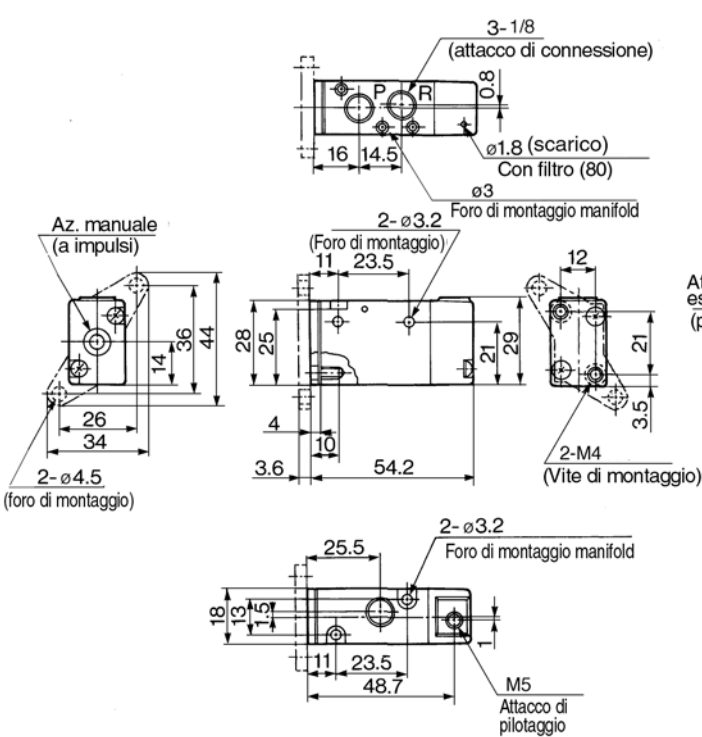 3- 1/8
(attacco di connessione)
P R
0.8
ø1.8 (scarico)
Con filtro (80)
16 14.5
ø3
Foro di montaggio manifold
Az. manuale
(a impulsi)
14
36
44
26
34
2- ø4.5
(foro di montaggio)
2- ø3.2
(Foro di montaggio)
11 23.5
28
25
21
29
4
10
3.6 54.2
12
21
3.5
2-M4
(Vite di montaggio)
2- ø3.2
Foro di montaggio manifold
25.5
18
13
1.5
1
11 23.5
48.7
M5
Attacco di
pilotaggio